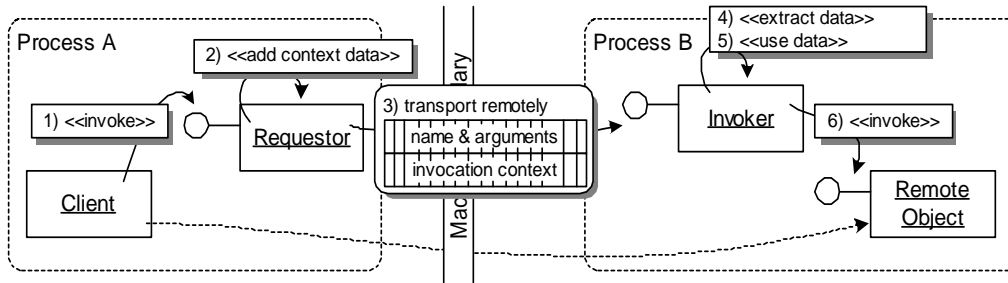 Process A
2) <<add context data>>
1) <<invoke>>
Requestor
Client
3) transport remotely
name & arguments
invocation context
4) <<extract data>>
5) <<use data>>
Process B
Invoker
6) <<invoke>>
Remote
Object